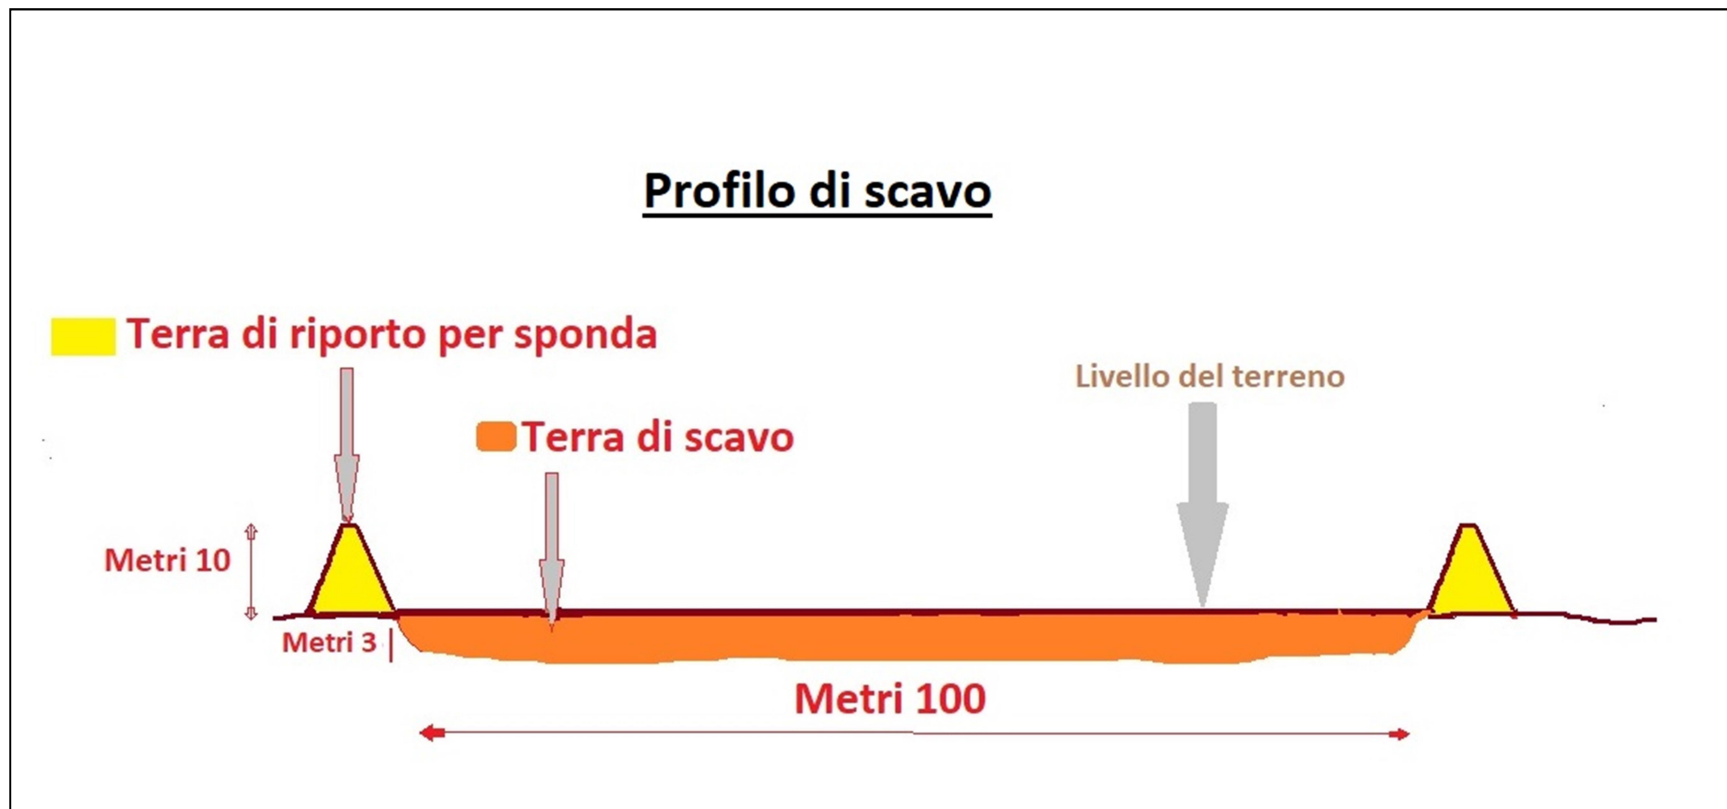 Profilo di scavo
Terra di riporto per sponda
Livello del terreno
Terra di scavo
Metri 10
Metri 3
Metri 100